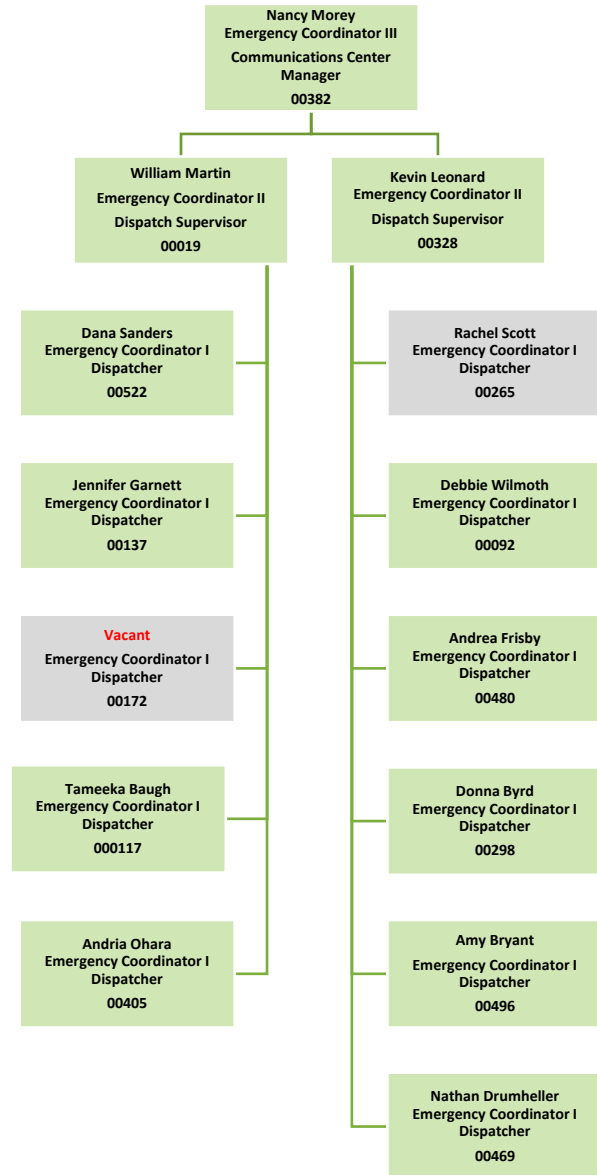 Nancy Morey
Emergency Coordinator III
Communications Center
Manager
00382
William Martin
Emergency Coordinator II
Dispatch Supervisor
00019
Kevin Leonard
Emergency Coordinator II
Dispatch Supervisor
00328
Dana Sanders
Emergency Coordinator I
Dispatcher
00522
Jennifer Garnett
Emergency Coordinator I
Dispatcher
00137
Vacant
Emergency Coordinator I
Dispatcher
00172
Tameeka Baugh
Emergency Coordinator I
Dispatcher
000117
Andria Ohara
Emergency Coordinator I
Dispatcher
00405
Rachel Scott
Emergency Coordinator I
Dispatcher
00265
Debbie Wilmoth
Emergency Coordinator I
Dispatcher
00092
Andrea Frisby
Emergency Coordinator I
Dispatcher
00480
Donna Byrd
Emergency Coordinator I
Dispatcher
00298
Amy Bryant
Emergency Coordinator I
Dispatcher
00496
Nathan Drumheller
Emergency Coordinator I
Dispatcher
00469